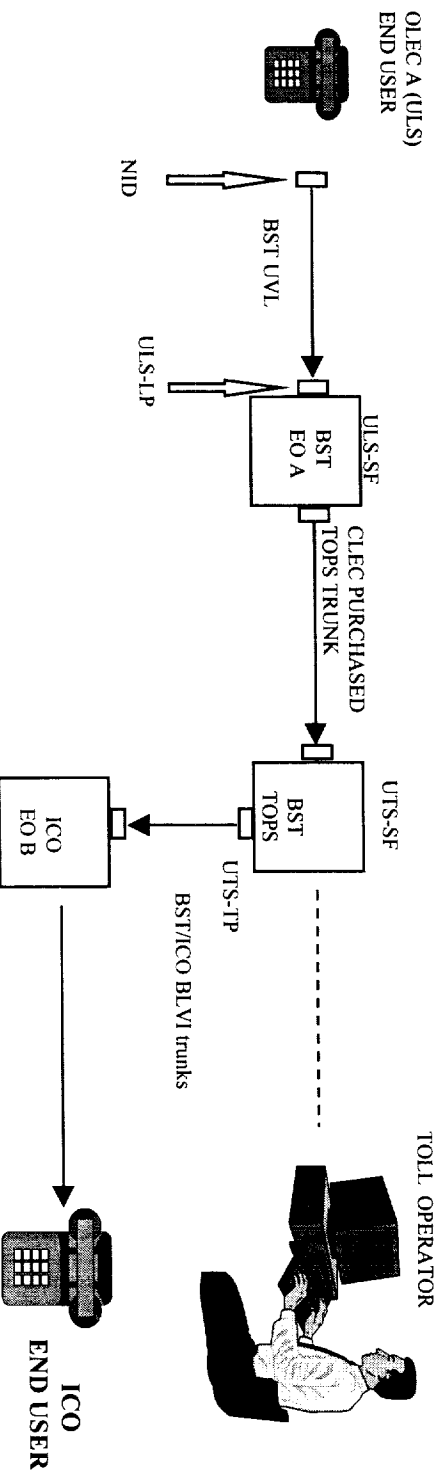 OLEC A (ULS)
END USER
NID
BST UVL
ULS-LP
ULS-SF
BST
EO A
CLEC PURCHASED
TOPS TRUNK
UTS-SF
BST
TOPS
UTS-TP
BST/ICO BLVI trunks
ICO
EO B
TOLL OPERATOR
ICO
END USER